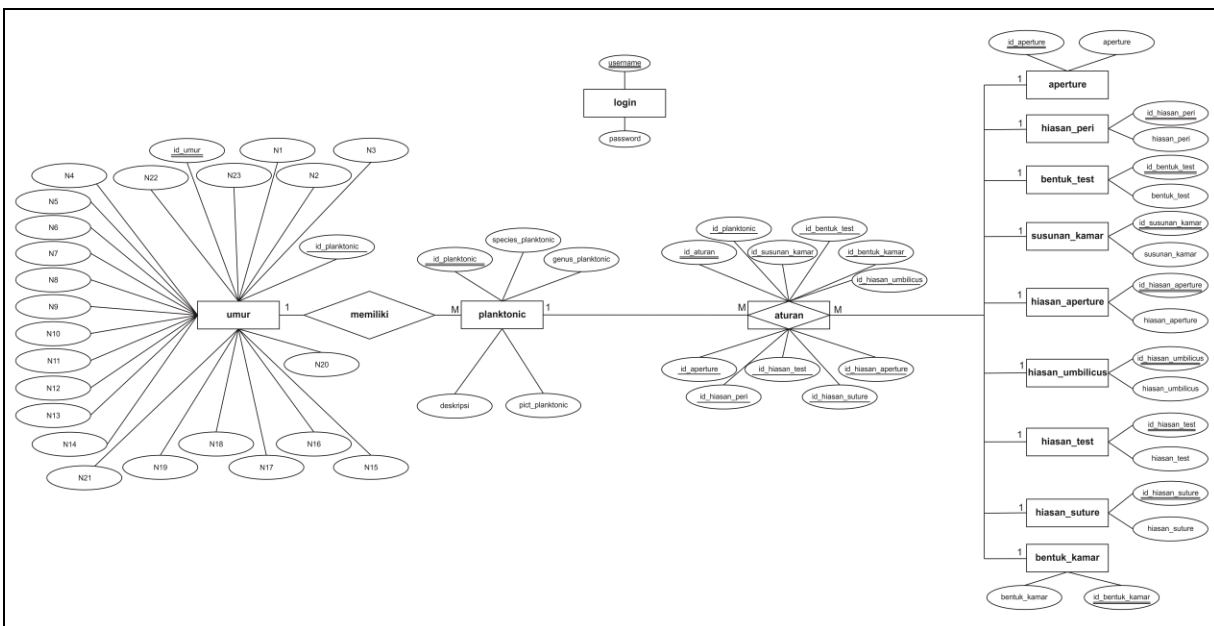 id_aperture
aperture
aperture
1
username
login
password
hiasan_peri
1
id_hiasan_peri
hiasan_peri
bentuk_test
1
id_bentuk_test
bentuk_test
susunan_kamar
1
id_susunan_kamar
susunan_kamar
hiasan_aperture
1
id_hiasan_aperture
hiasan_aperture
hiasan_umbilicus
1
id_hiasan_umbilicus
hiasan_umbilicus
hiasan_test
1
id_hiasan_test
hiasan_test
hiasan_suture
1
id_hiasan_suture
hiasan_suture
bentuk_kamar
1
bentuk_kamar
id_bentuk_kamar
id_umur
N1
N3
N4
N22
N23
N2
N5
N6
N7
id_planktonic
N8
N9
N10
N11
N12
N13
N14
N21
N19
N18
N17
N16
N15
N20
umur
1
memiliki
M
planktonic
1
id_planktonic
species_planktonic
genus_planktonic
deskripsi
pict_planktonic
M
aturan
M
id_planktonic
id_bentuk_test
id_aturan
id_susunan_kamar
id_bentuk_kamar
id_hiasan_umbilicus
id_aperture
id_hiasan_test
id_hiasan_aperture
id_hiasan_peri
id_hiasan_suture